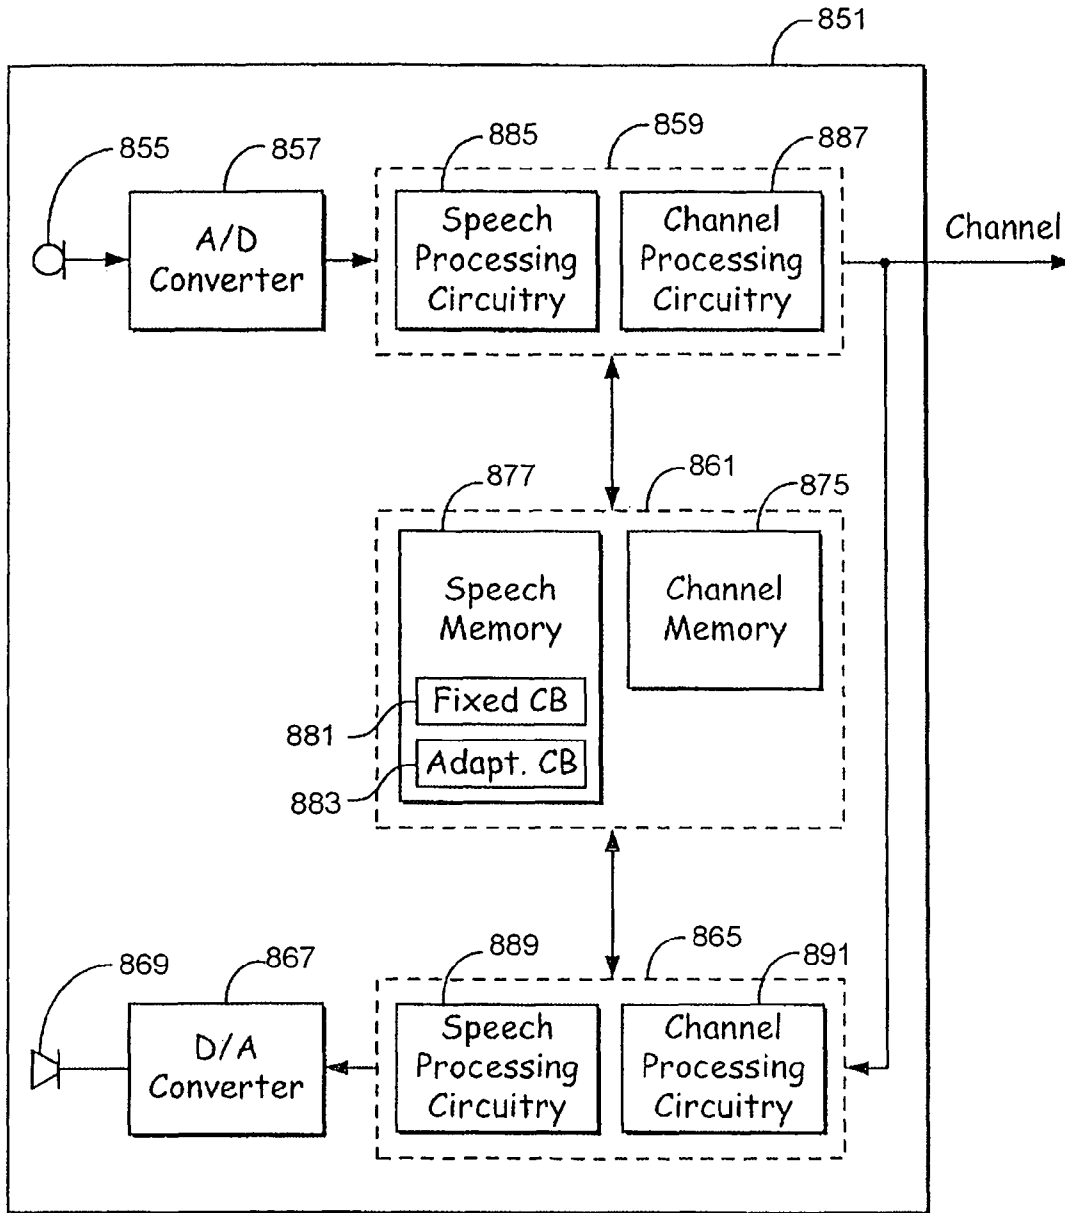 851
855
857
885
859
887
A/D
Converter
Speech
Processing
Circuitry
Channel
Processing
Circuitry
Channel
877
861
875
Speech
Memory
Channel
Memory
Fixed CB
881
Adapt. CB
883
869
867
889
865
891
D/A
Converter
Speech
Processing
Circuitry
Channel
Processing
Circuitry